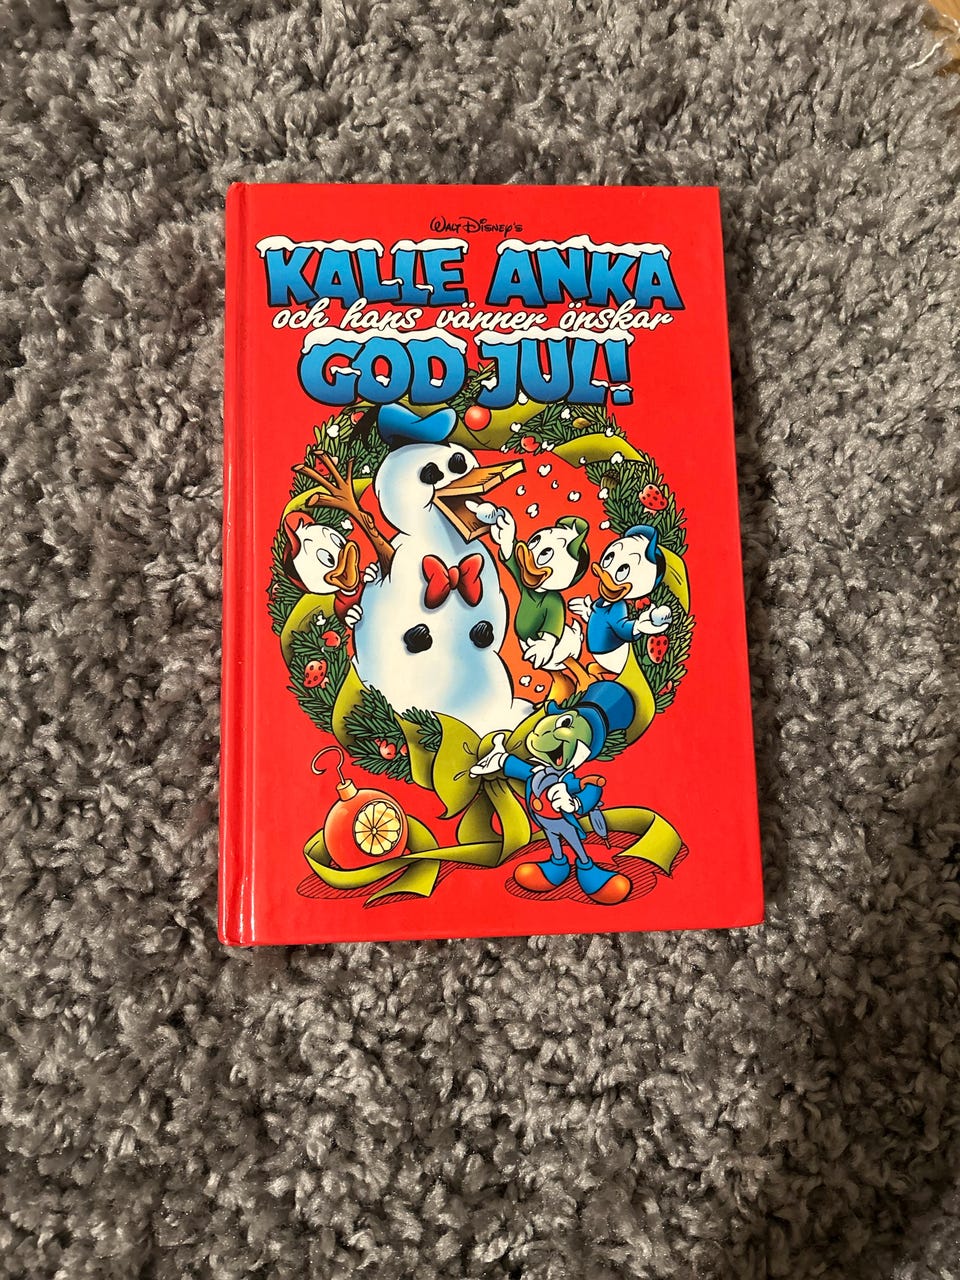 Walt Disney's
KALLE ANKA
och hans vänner önskar
GOD JUL!